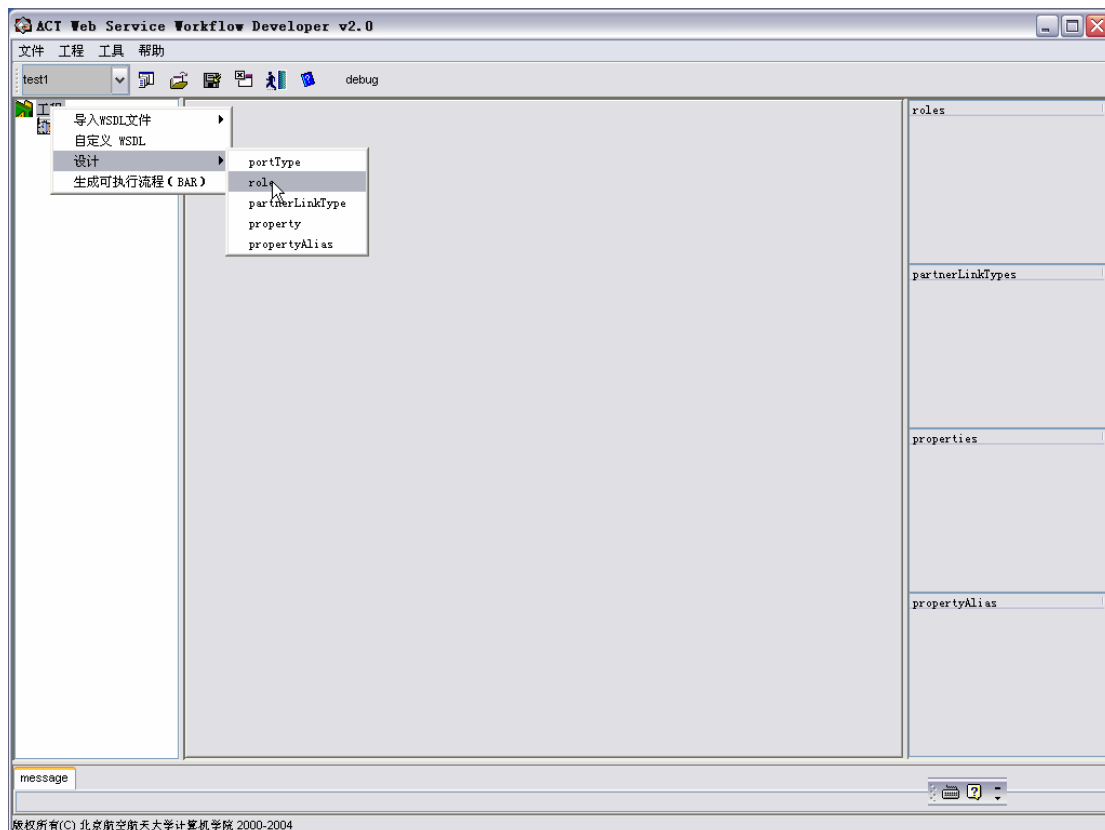 ACT Web Service Workflow Developer v2.0
文件 工程 工具 帮助
test1 debug
工程
导入WSDL文件
自定义 WSDL
设计
生成可执行流程(BAR)
portType
role
partnerLinkType
property
propertyAlias
roles
partnerLinkTypes
properties
propertyAlias
message
版权所有(C) 北京航空航天大学计算机学院 2000-2004